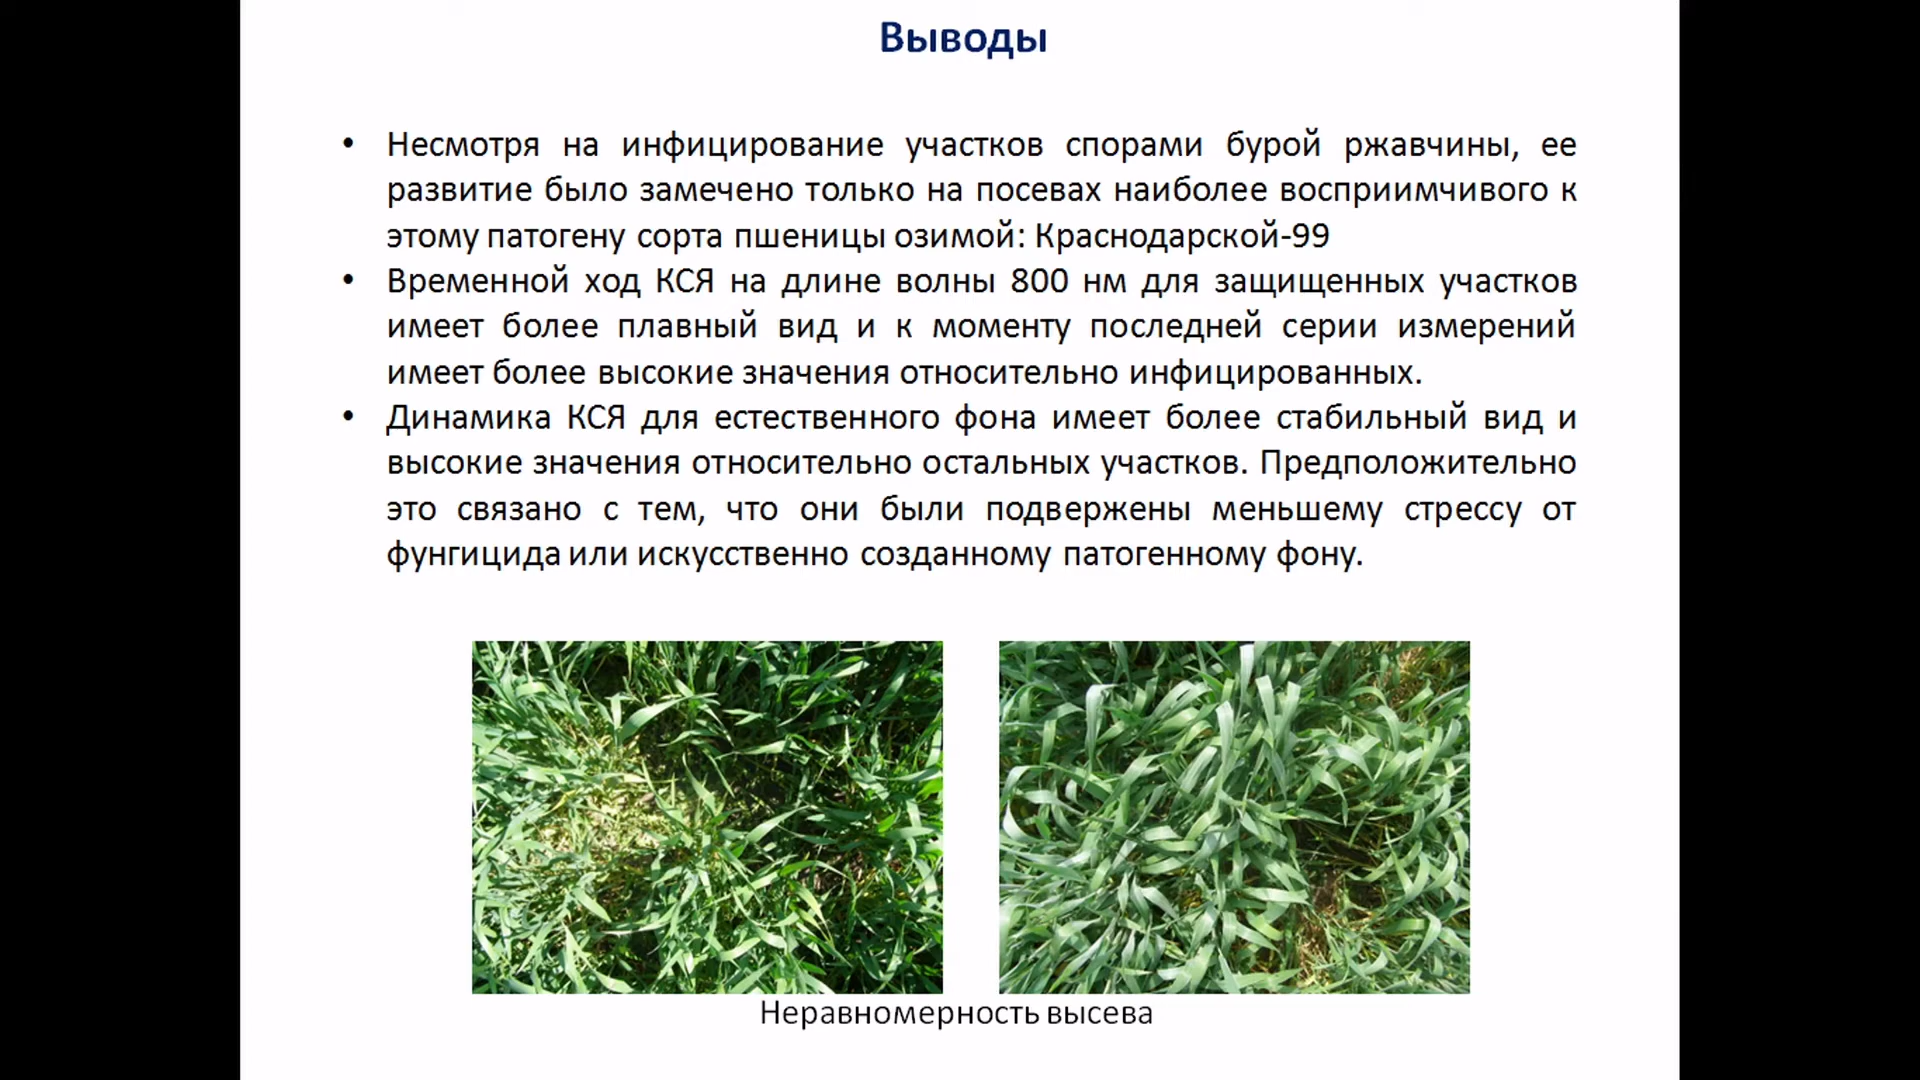 Выводы
• Несмотря на инфицирование участков спорами бурой ржавчины, ее
развитие было замечено только на посевах наиболее восприимчивого к
этому патогену сорта пшеницы озимой: Краснодарской-99
• Временной ход КСЯ на длине волны 800 нм для защищенных участков
имеет более плавный вид и к моменту последней серии измерений
имеет более высокие значения относительно инфицированных.
• Динамика КСЯ для естественного фона имеет более стабильный вид и
высокие значения относительно остальных участков. Предположительно
это связано с тем, что они были подвержены меньшему стрессу от
фунгицида или искусственно созданному патогенному фону.
Неравномерность высева